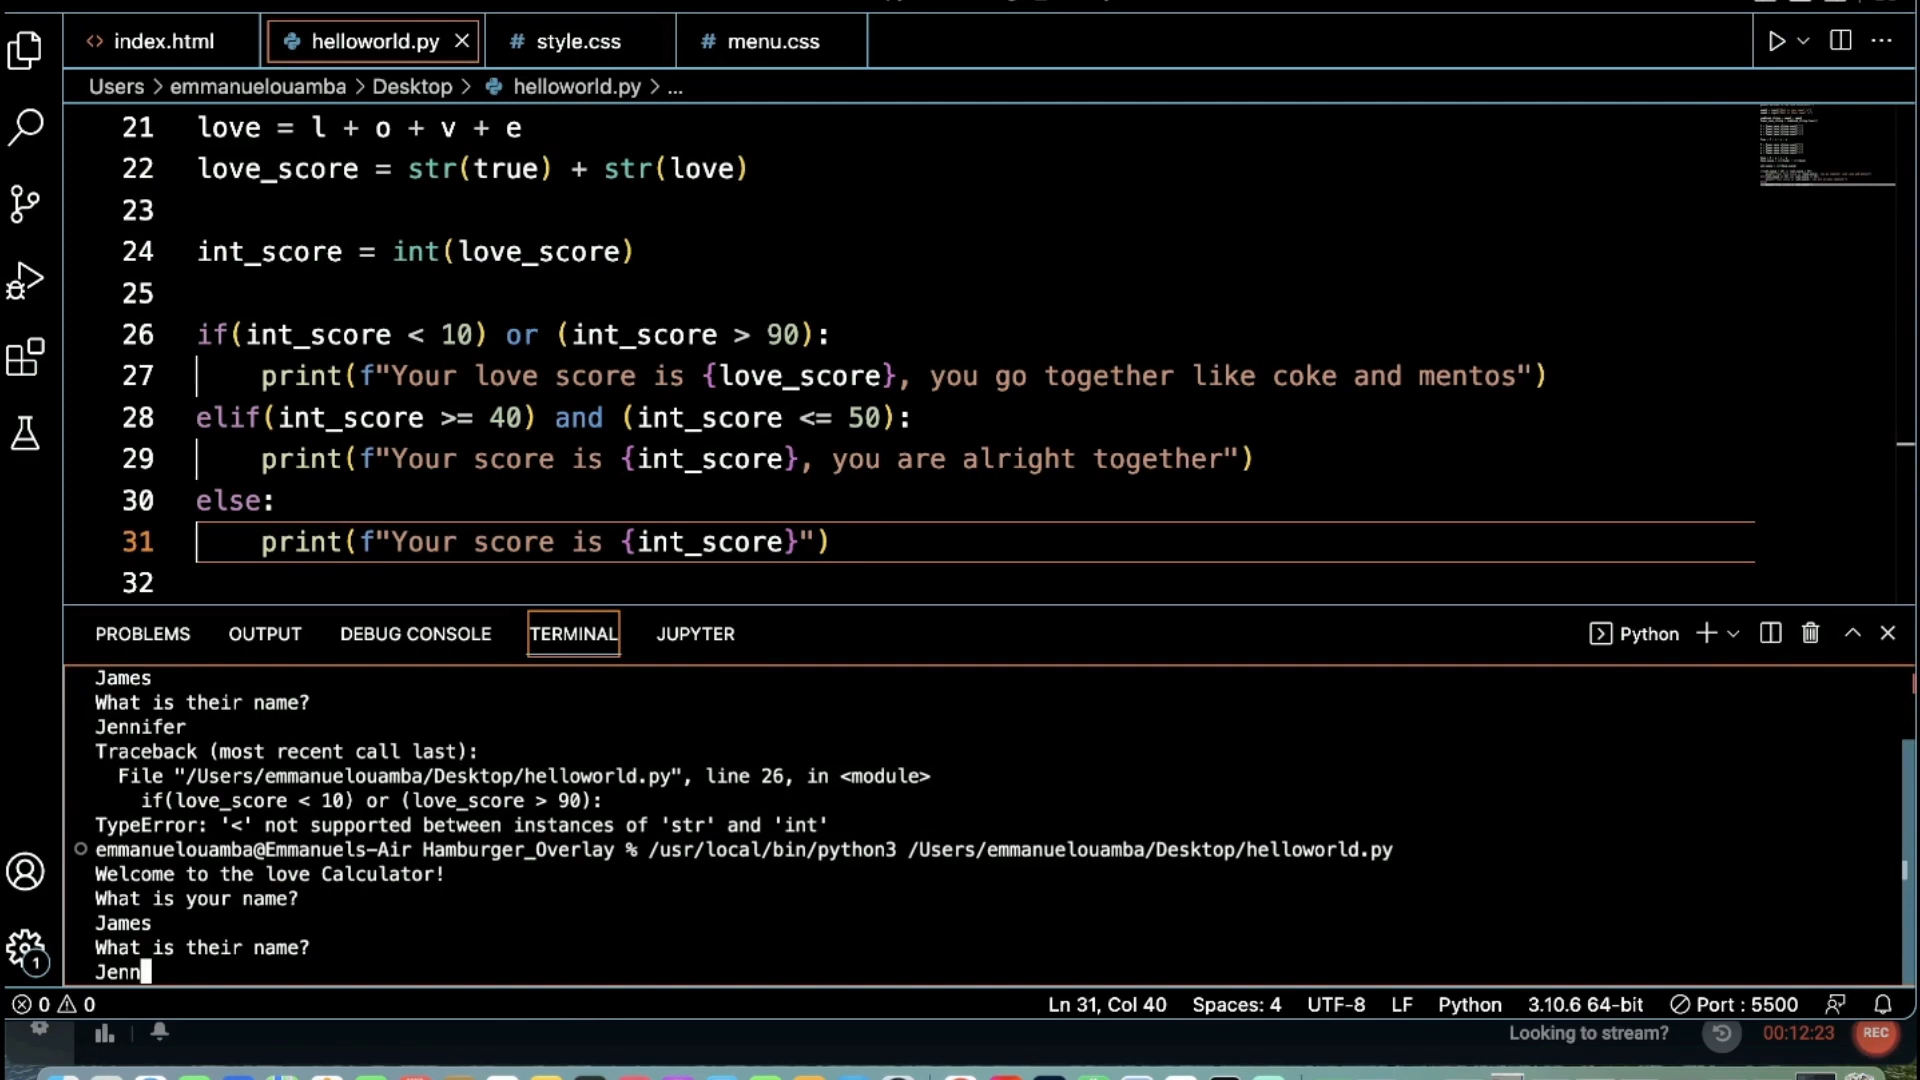 index.html helloworld.py style.css menu.css
Users > emmanuelouamba > Desktop > helloworld.py > ...
21 love = l + o + v + e
22 love_score = str(true) + str(love)
23
24 int_score = int(love_score)
25
26 if(int_score < 10) or (int_score > 90):
27 print(f"Your love score is {love_score}, you go together like coke and mentos")
28 elif(int_score >= 40) and (int_score <= 50):
29 print(f"Your score is {int_score}, you are alright together")
30 else:
31 print(f"Your score is {int_score}")
32
PROBLEMS OUTPUT DEBUG CONSOLE TERMINAL JUPYTER Python
James
What is their name?
Jennifer
Traceback (most recent call last):
File "/Users/emmanuelouamba/Desktop/helloworld.py", line 26, in <module>
if(love_score < 10) or (love_score > 90):
TypeError: '<' not supported between instances of 'str' and 'int'
emmanuelouamba@Emmanuels-Air Hamburger_Overlay % /usr/local/bin/python3 /Users/emmanuelouamba/Desktop/helloworld.py
Welcome to the love Calculator!
What is your name?
James
What is their name?
Jenn
1
0 0 Ln 31, Col 40 Spaces: 4 UTF-8 LF Python 3.10.6 64-bit Port : 5500
Looking to stream? 00:12:23 REC